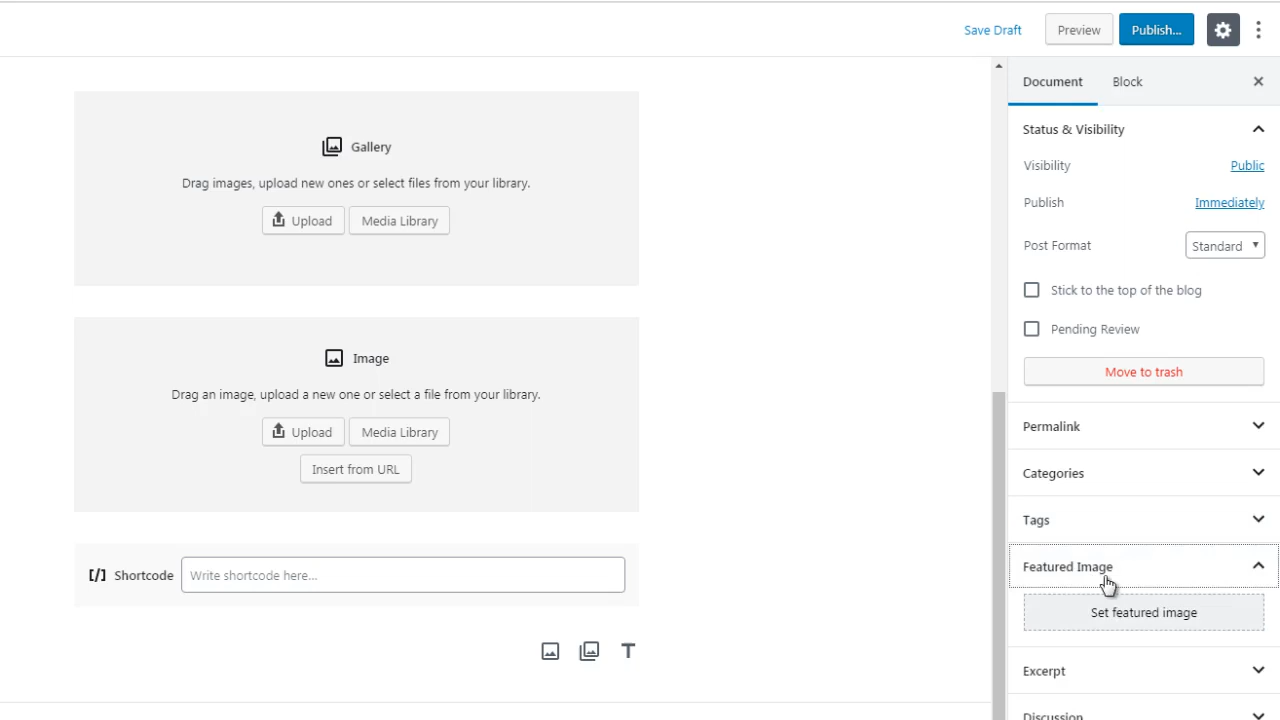 Save Draft
Preview
Publish...
Gallery
Drag images, upload new ones or select files from your library.
Upload
Media Library
Image
Drag an image, upload a new one or select a file from your library.
Upload
Media Library
Insert from URL
[/] Shortcode
Write shortcode here...
T
Document
Block
Status & Visibility
Visibility
Public
Publish
Immediately
Post Format
Standard
Stick to the top of the blog
Pending Review
Move to trash
Permalink
Categories
Tags
Featured Image
Set featured image
Excerpt
Discussion